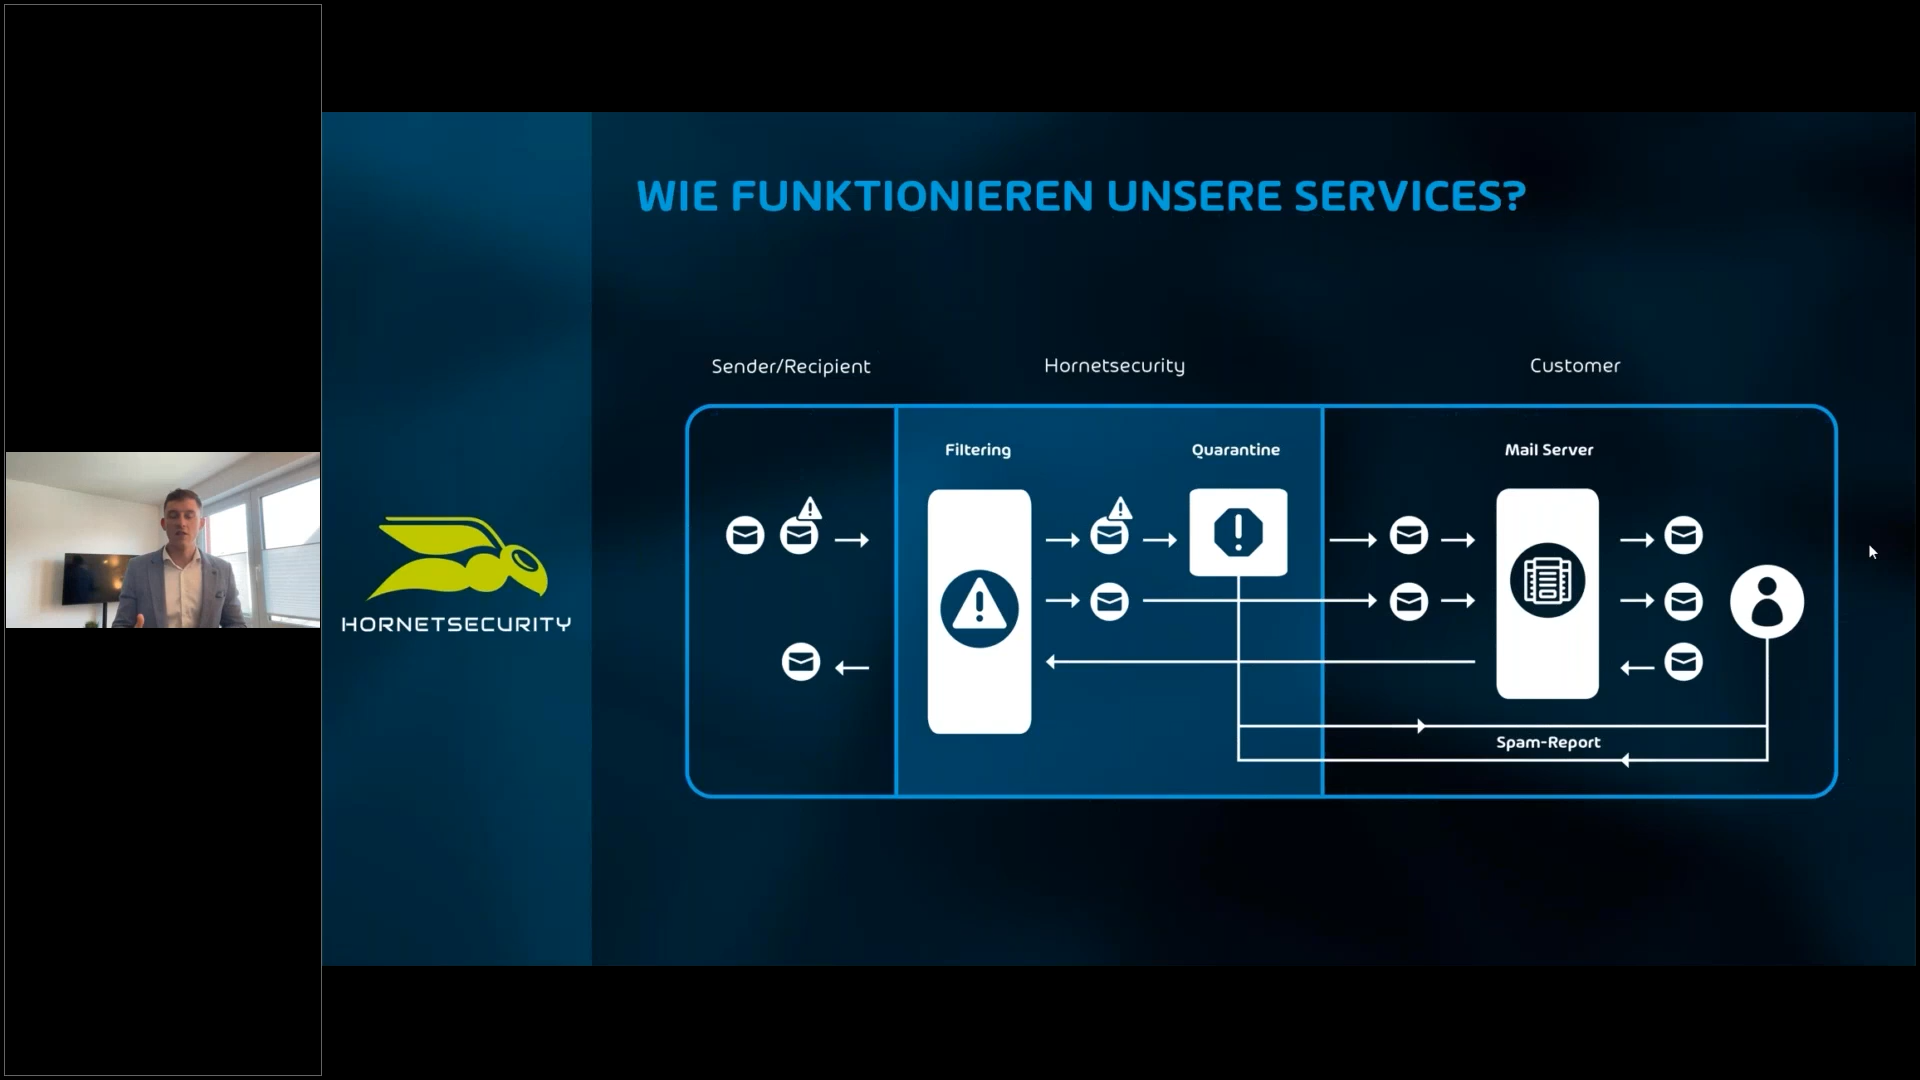 WIE FUNKTIONIEREN UNSERE SERVICES?
Sender/Recipient
Hornetsecurity
Customer
Filtering
Quarantine
Mail Server
HORNETSECURITY
Spam-Report